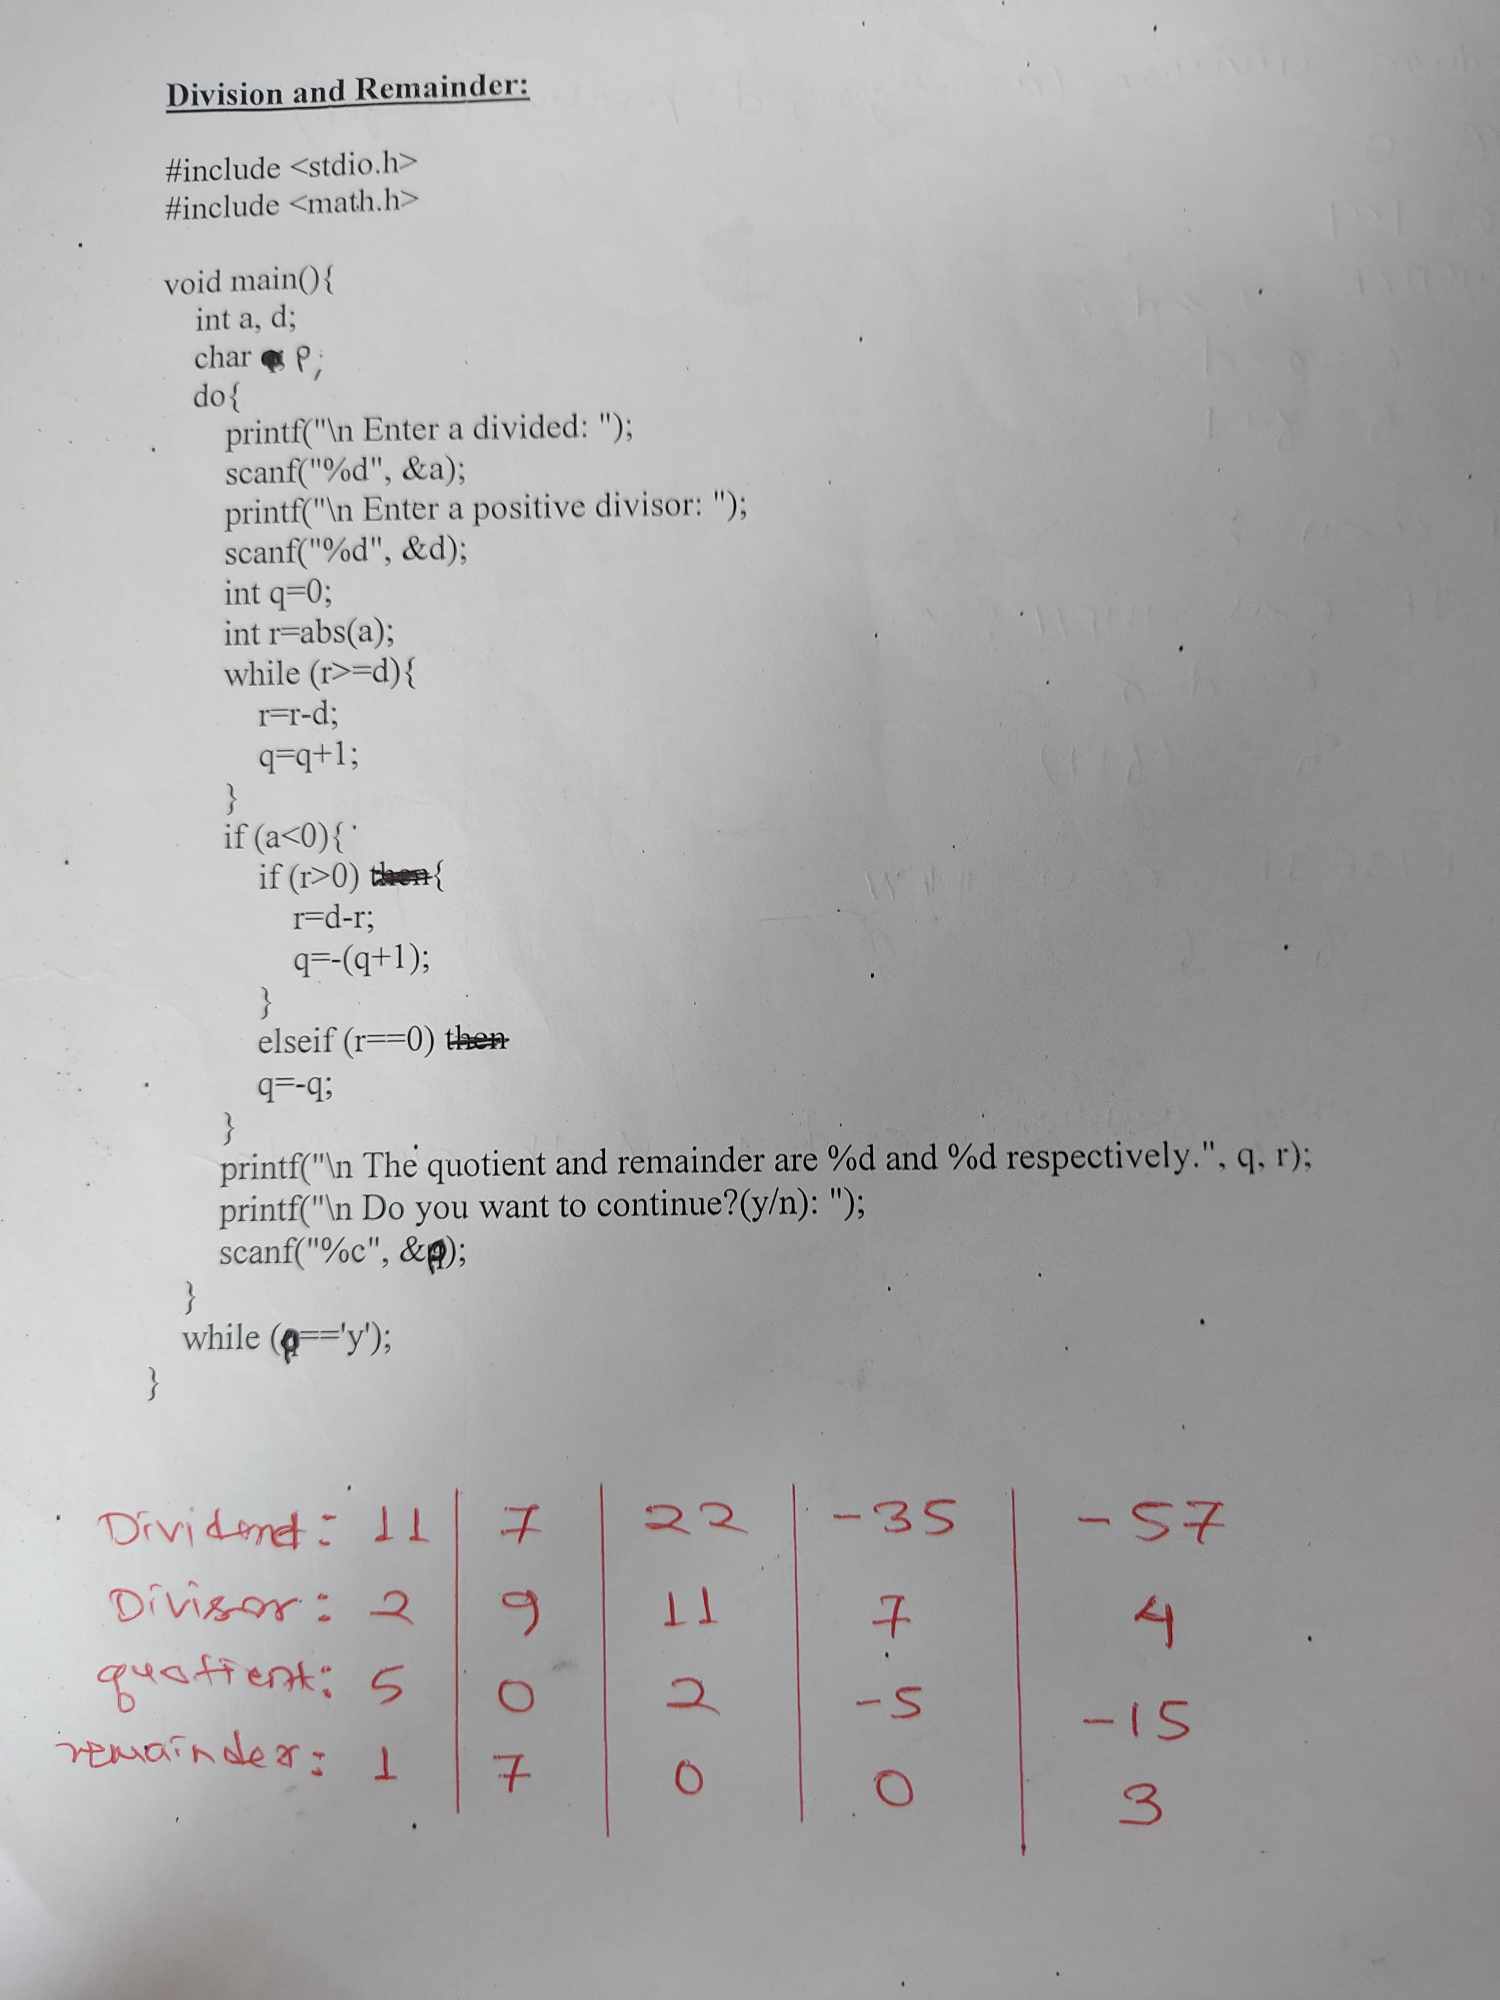 Division and Remainder:
#include <stdio.h>
#include <math.h>
void main(){
int a, d;
char p;
do{
printf("\n Enter a divided: ");
scanf("%d", &a);
printf("\n Enter a positive divisor: ");
scanf("%d", &d);
int q=0;
int r=abs(a);
while (r>=d){
r=r-d;
q=q+1;
}
if (a<0){
if (r>0) then{
r=d-r;
q=-(q+1);
}
elseif (r==0) then
q=-q;
}
printf("\n The quotient and remainder are %d and %d respectively.", q, r);
printf("\n Do you want to continue?(y/n): ");
scanf("%c", &p);
}
while (p=='y');
}
Dividend: 11 7 22 -35 -57
Divisor: 2 9 11 7 4
quotient: 5 0 2 -5 -15
remainder: 1 7 0 0 3